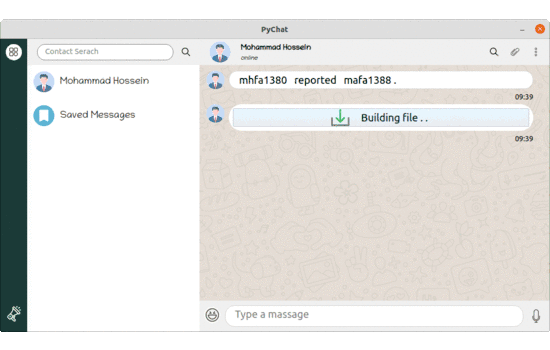 PyChat
Contact Serach
Mohammad Hossein
online
Mohammad Hossein
Saved Messages
mhfa1380 reported mafa1388 .
09:39
Building file . .
09:39
Type a massage